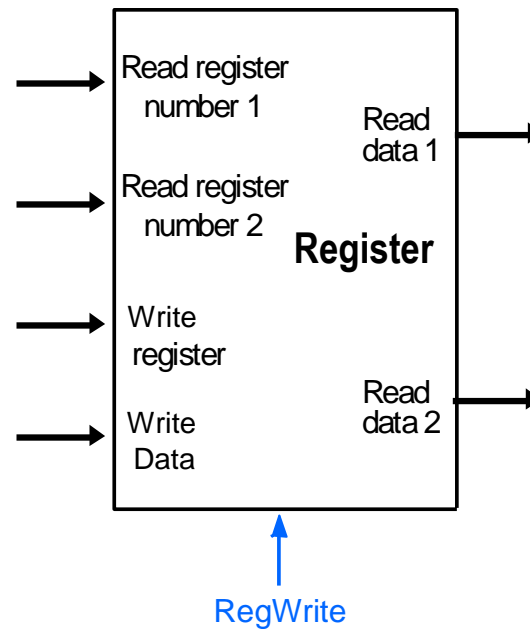 Read register
number 1
Read
data 1
Read register
number 2
Register
Write
register
Read
data 2
Write
Data
RegWrite